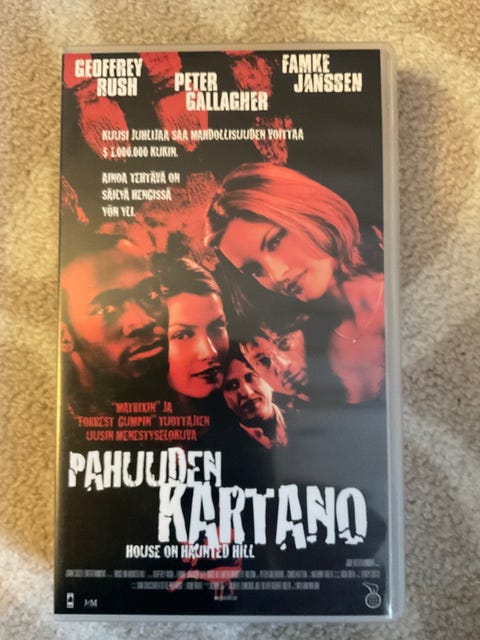 GEOFFREY RUSH
PETER GALLAGHER
FAMKE JANSSEN
KUUSI JUHLIJAA SAA MAHDOLLISUUDEN VOITTAA
$ 1.000.000 KUKIN.
AINOA TEHTÄVÄ ON
SÄILYÄ HENGISSÄ
YÖN YLI.
"MATRIXIN" JA
"FORREST GUMPIN" TUOTTAJIEN
UUSIN MENESTYSELOKUVA
PAHUUDEN
KARTANO
HOUSE ON HAUNTED HILL